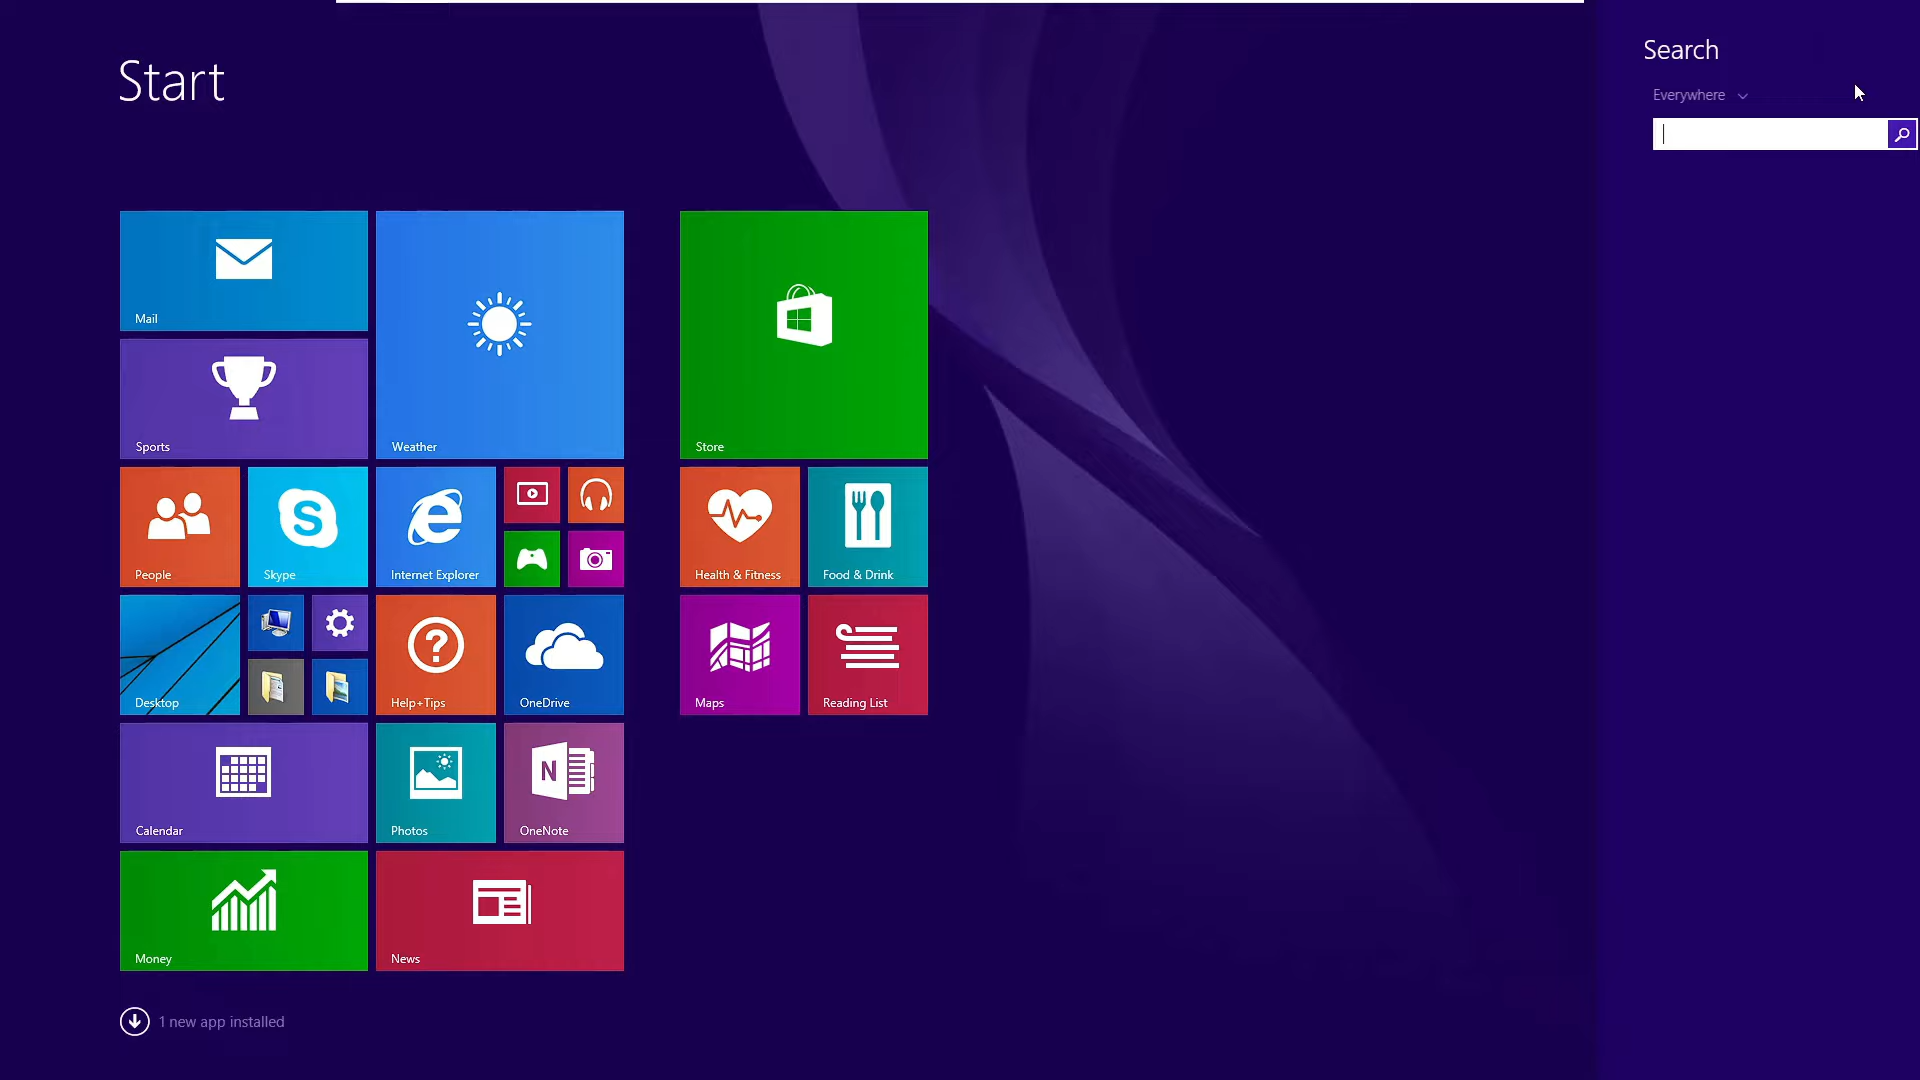 Start
Search
Everywhere
Mail
Sports
Weather
Store
People
Skype
Internet Explorer
Health & Fitness
Food & Drink
Desktop
Help+Tips
OneDrive
Maps
Reading List
Calendar
Photos
OneNote
Money
News
1 new app installed